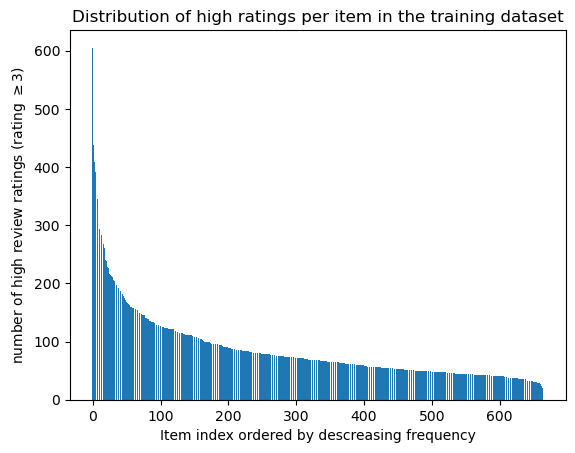 Distribution of high ratings per item in the training dataset
number of high review ratings (rating ≥3)
600
500
400
300
200
100
0
0 100 200 300 400 500 600
Item index ordered by descreasing frequency